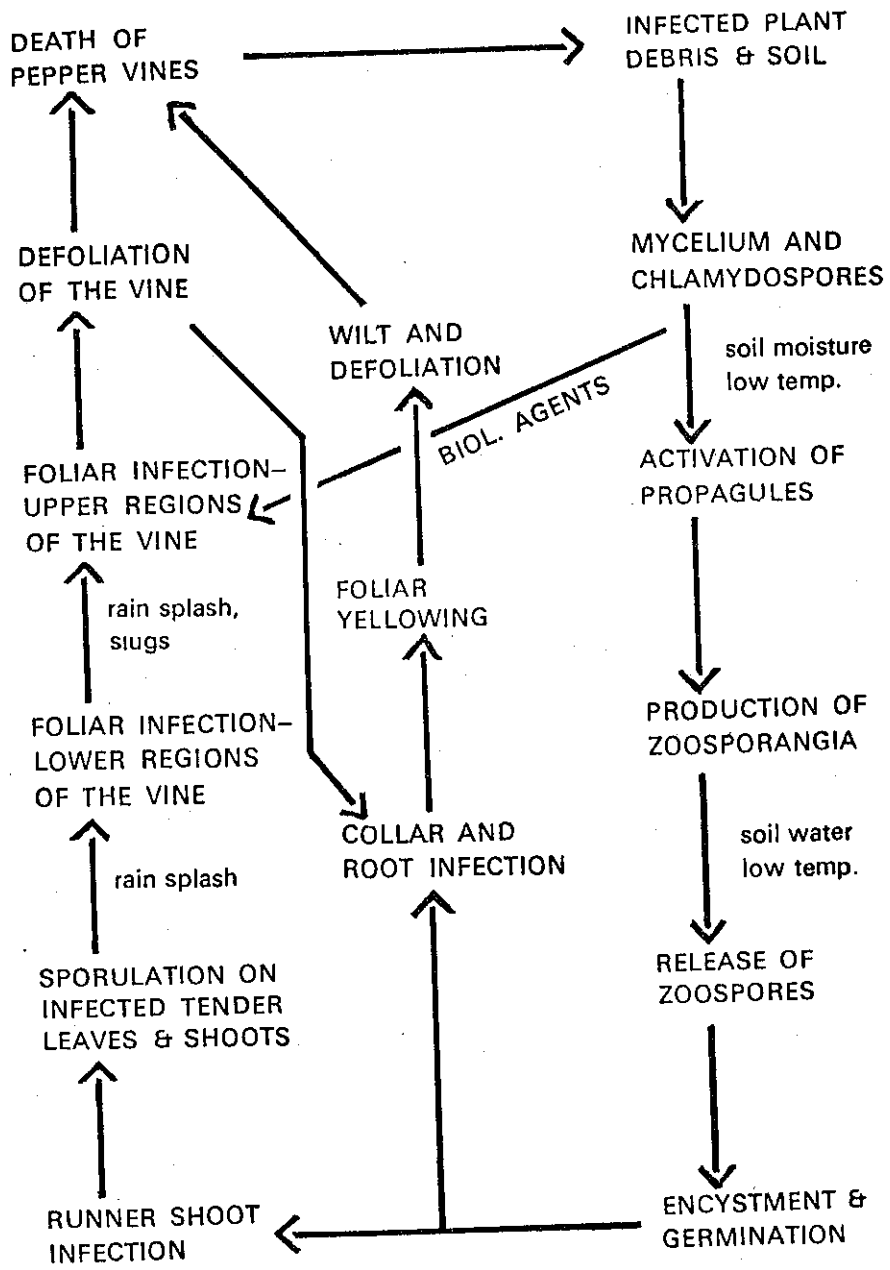 DEATH OF
PEPPER VINES
INFECTED PLANT
DEBRIS & SOIL
DEFOLIATION
OF THE VINE
MYCELIUM AND
CHLAMYDOSPORES
WILT AND
DEFOLIATION
soil moisture
low temp.
BIOL. AGENTS
FOLIAR INFECTION–
UPPER REGIONS
OF THE VINE
ACTIVATION OF
PROPAGULES
rain splash,
slugs
FOLIAR
YELLOWING
FOLIAR INFECTION–
LOWER REGIONS
OF THE VINE
PRODUCTION OF
ZOOSPORANGIA
COLLAR AND
ROOT INFECTION
soil water
low temp.
rain splash
SPORULATION ON
INFECTED TENDER
LEAVES & SHOOTS
RELEASE OF
ZOOSPORES
RUNNER SHOOT
INFECTION
ENCYSTMENT &
GERMINATION